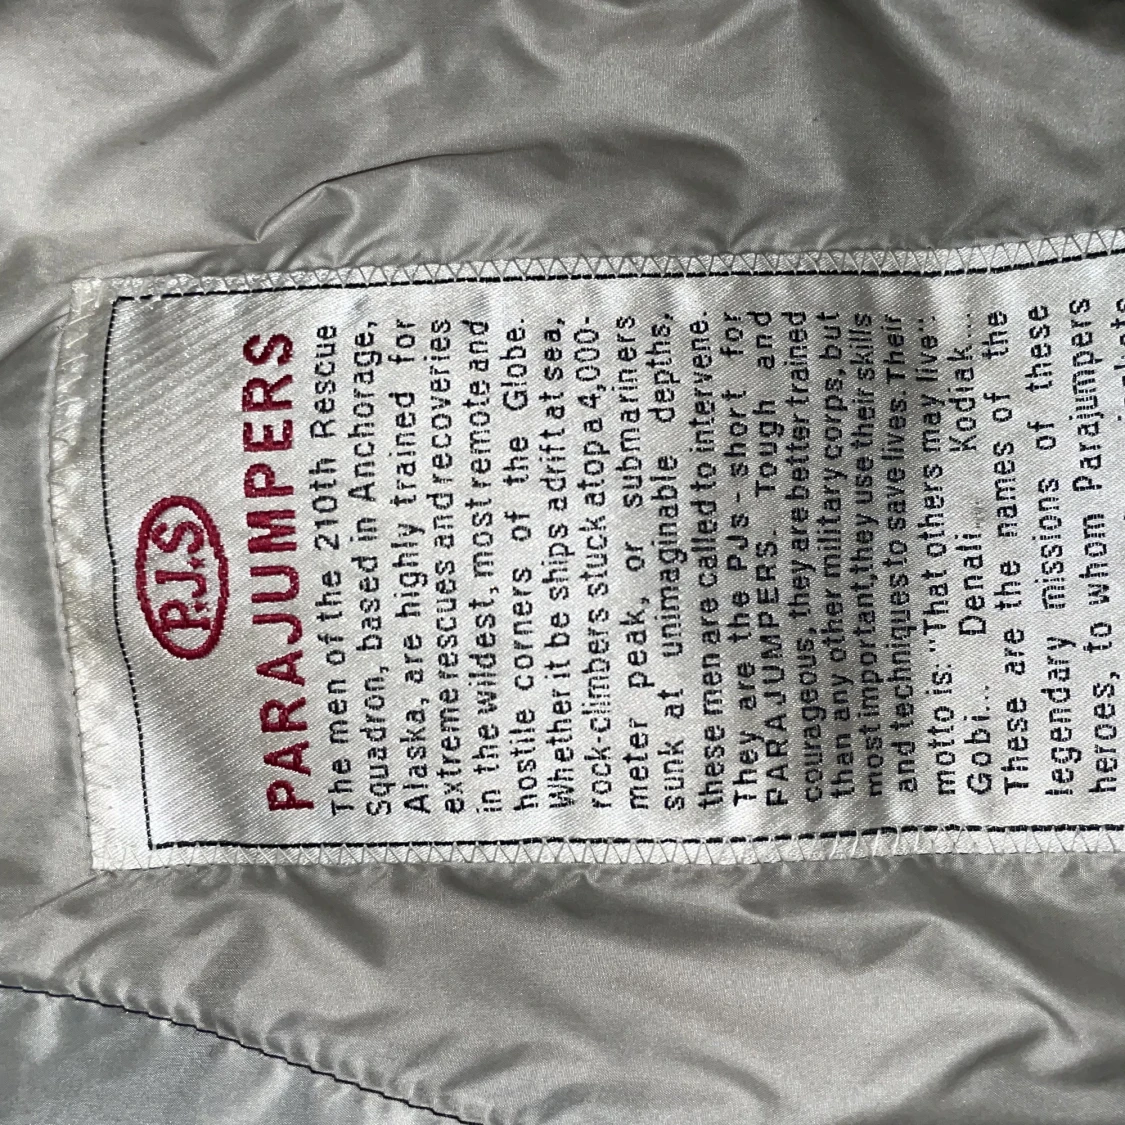 P.J.S
PARAJUMPERS
The men of the 210th Rescue
Squadron, based in Anchorage,
Alaska, are highly trained for
extreme rescues and recoveries
in the wildest, most remote and
hostile corners of the Globe.
Whether it be ships adrift at sea,
rock-climbers stuck atop a 4,000-
meter peak, or submariners
sunk at unimaginable depths,
these men are called to intervene.
They are the PJs - short for
PARAJUMPERS. Tough and
courageous, they are better trained
than any other military corps, but
most important, they use their skills
and techniques to save lives. Their
motto is: "That others may live".
Gobi... Denali... Kodiak...
These are the names of the
legendary missions of these
heroes, to whom Parajumpers